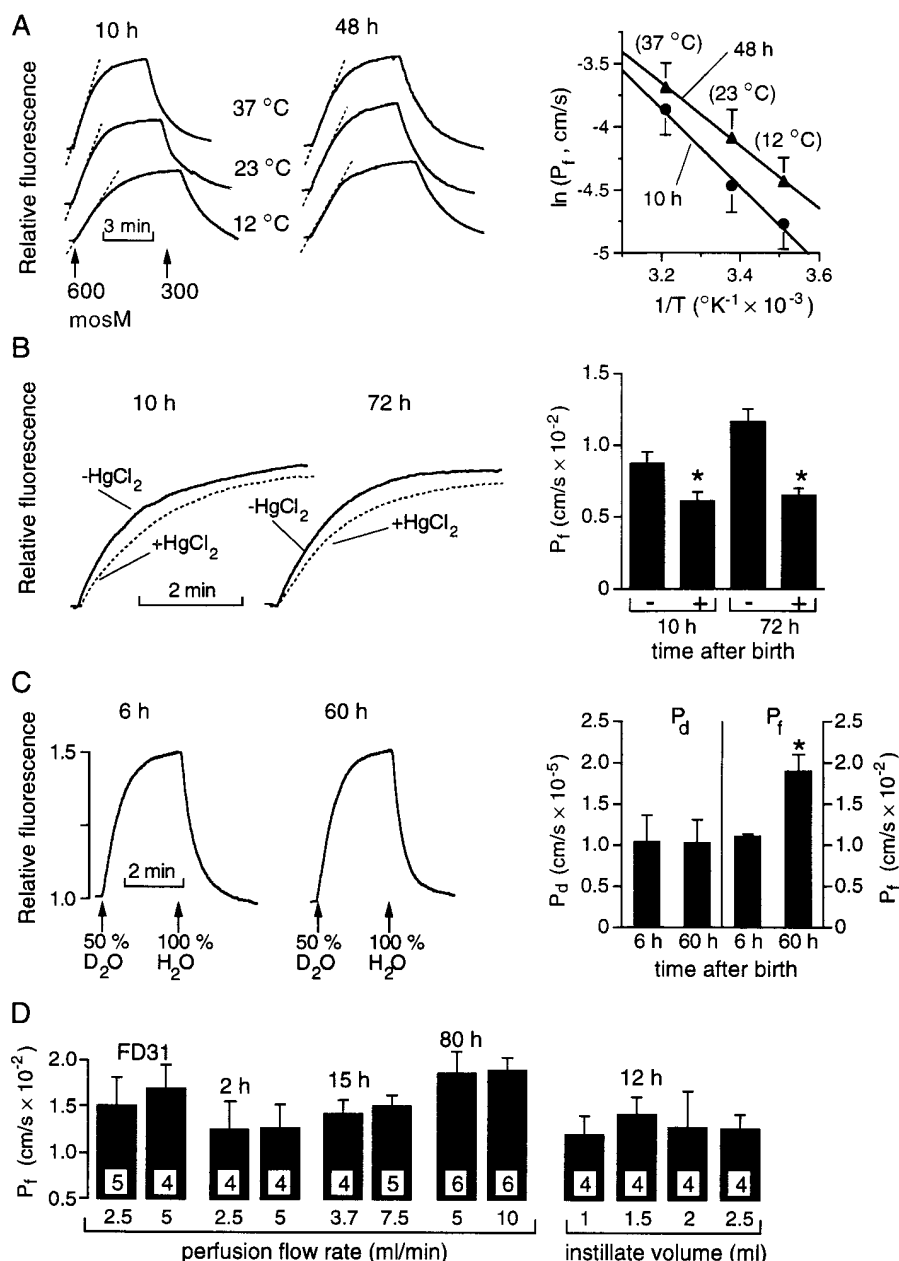 A
10 h
48 h
Relative fluorescence
37 °C
23 °C
12 °C
3 min
600
300
mosM
ln (Pf, cm/s)
-3.5
-4
-4.5
-5
(37 °C)
48 h
(23 °C)
(12 °C)
10 h
3.2
3.4
3.6
1/T (°K-1 × 10-3)
B
10 h
72 h
Relative fluorescence
-HgCl2
+HgCl2
-HgCl2
+HgCl2
2 min
Pf (cm/s × 10-2)
1.5
1.0
0.5
0
*
*
- + - +
10 h 72 h
time after birth
C
6 h
60 h
Relative fluorescence
1.5
1.0
2 min
50 % 100 %
D2O H2O
50 % 100 %
D2O H2O
Pd (cm/s × 10-5)
2.5
2.0
1.5
1.0
0.5
0
Pd
Pf
*
2.5
2.0
1.5
1.0
0.5
0
Pf (cm/s × 10-2)
6 h 60 h 6 h 60 h
time after birth
D
Pf (cm/s × 10-2)
2.0
1.5
1.0
0.5
FD31
2 h
15 h
80 h
12 h
5 4 4 4 4 5 6 6 4 4 4 4
2.5 5 2.5 5 3.7 7.5 5 10 1 1.5 2 2.5
perfusion flow rate (ml/min)
instillate volume (ml)